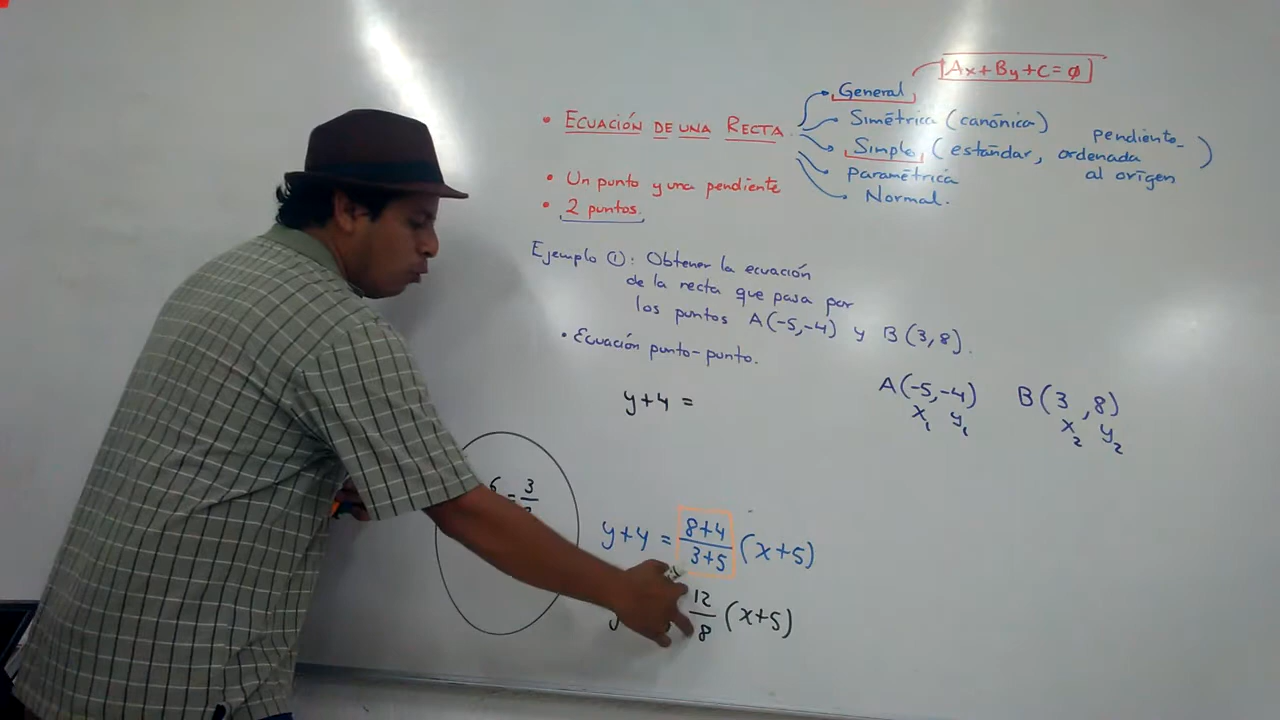 Ax+By+C=ϕ
General
• ECUACIÓN DE UNA RECTA.
Simétrica (canónica)
Simple (estándar, pendiente_ ordenada al origen)
Paramétrica
Normal.
• Un punto y una pendiente
• 2 puntos.
Ejemplo ①: Obtener la ecuación
de la recta que pasa por
los puntos A(-5,-4) y B(3,8).
• Ecuación punto-punto.
y+4 =
A(-5,-4) B(3,8)
x₁ y₁ x₂ y₂
6 = 3
y+4 = (8+4)/(3+5) (x+5)
12/8 (x+5)